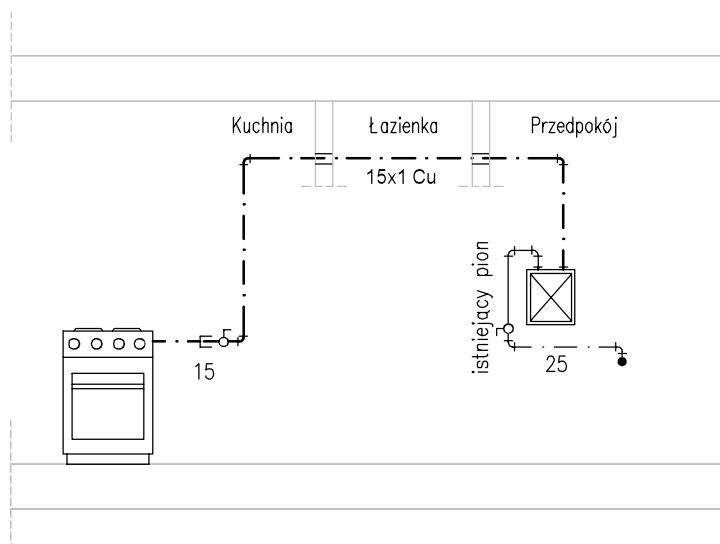 Kuchnia
Łazienka
Przedpokój
15x1 Cu
istniejący pion
15
25